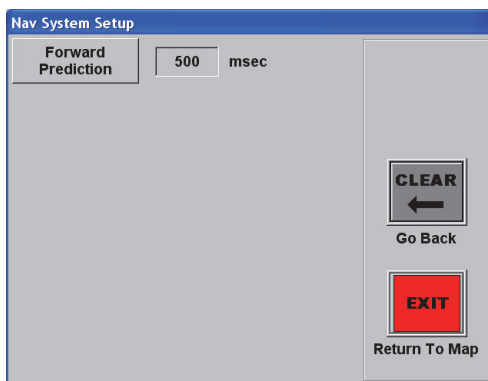 Nav System Setup
Forward
Prediction
500 msec
CLEAR
Go Back
EXIT
Return To Map